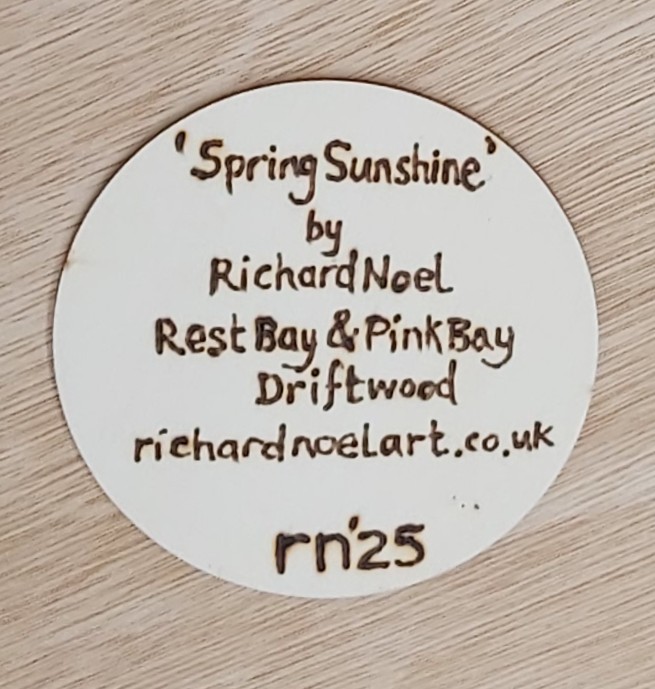 'Spring Sunshine'
by
Richard Noel
Rest Bay & Pink Bay
Driftwood
richardnoelart.co.uk
rn'25